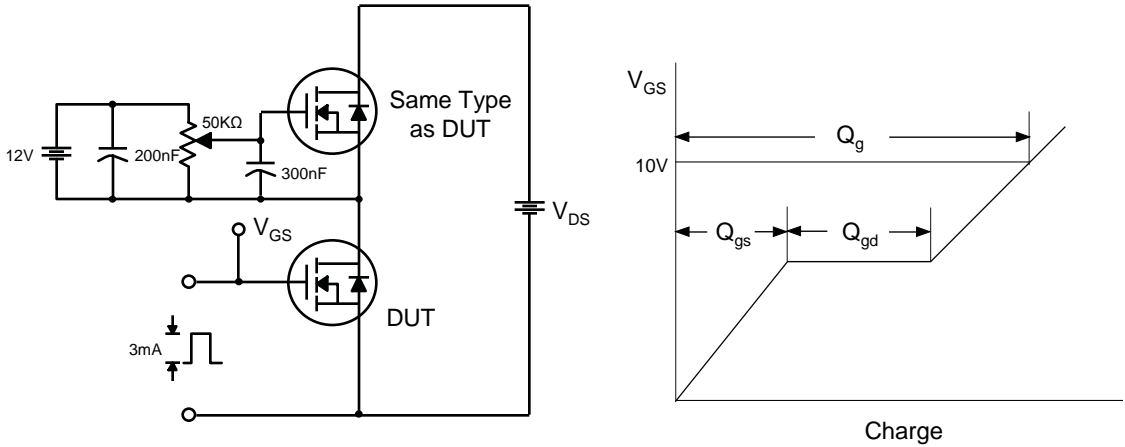 Same Type
as DUT
50KΩ
12V
200nF
300nF
V_GS
V_DS
DUT
3mA
V_GS
Q_g
10V
Q_gs
Q_gd
Charge